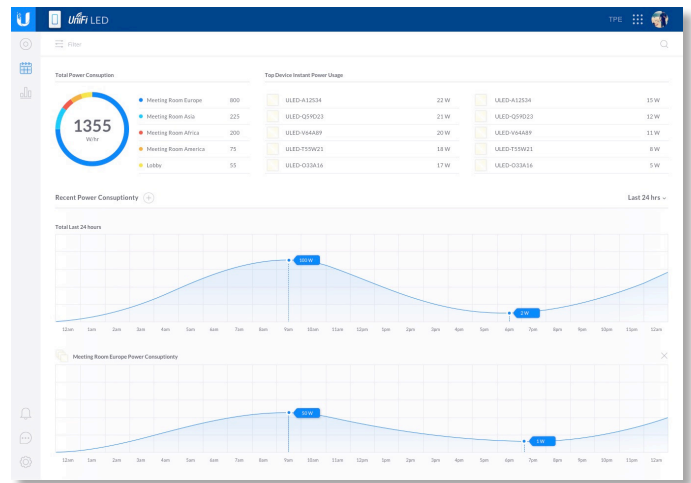 U UniFi LED TPE
Filter
Total Power Consuption
Top Device Instant Power Usage
1355
W/hr
Meeting Room Europe 800
Meeting Room Asia 225
Meeting Room Africa 200
Meeting Room America 75
Lobby 55
ULED-A12S34 22 W ULED-A12S34 15 W
ULED-Q59D23 21 W ULED-Q59D23 12 W
ULED-V64A89 20 W ULED-V64A89 11 W
ULED-T55W21 18 W ULED-T55W21 8 W
ULED-O33A16 17 W ULED-O33A16 5 W
Recent Power Consuptionty + Last 24 hrs
Total Last 24 hours
2 W
12am 1am 2am 3am 4am 5am 6am 7am 8am 9am 10am 11am 12pm 1pm 2pm 3pm 4pm 5pm 6pm 7pm 8pm 9pm 10pm 11pm 12am
Meeting Room Europe Power Consuptionty
50 W
1 W
12am 1am 2am 3am 4am 5am 6am 7am 8am 9am 10am 11am 12pm 1pm 2pm 3pm 4pm 5pm 6pm 7pm 8pm 9pm 10pm 11pm 12am